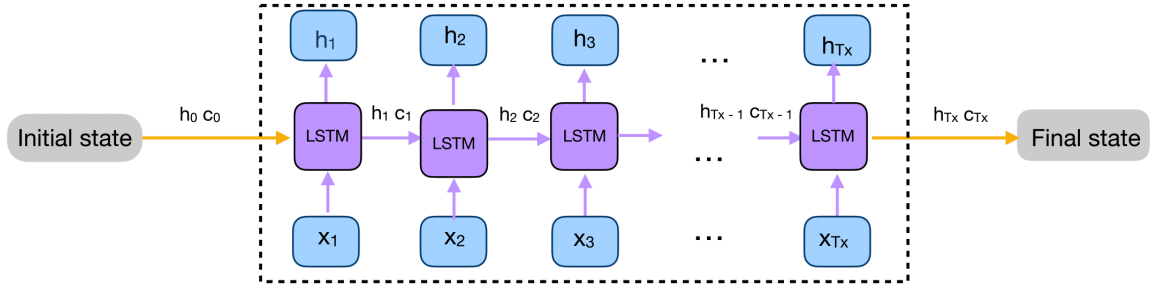 h₁ h₂ h₃ ... hTx
h₀ c₀ h₁ c₁ h₂ c₂ hTx - 1 cTx - 1 hTx cTx
Initial state LSTM LSTM LSTM ... LSTM Final state
x₁ x₂ x₃ ... xTx